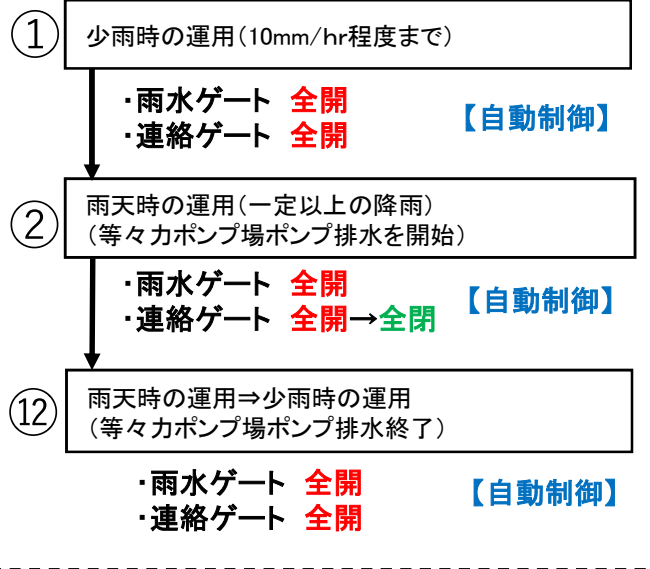 ①
少雨時の運用(10mm/hr程度まで)
・雨水ゲート 全開
・連絡ゲート 全開
【自動制御】
②
雨天時の運用(一定以上の降雨)
(等々力ポンプ場ポンプ排水を開始)
・雨水ゲート 全開
・連絡ゲート 全開→全閉
【自動制御】
⑫
雨天時の運用⇒少雨時の運用
(等々力ポンプ場ポンプ排水終了)
・雨水ゲート 全開
・連絡ゲート 全開
【自動制御】